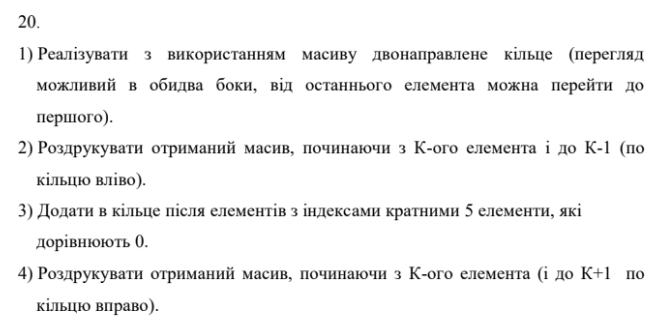 20.
1) Реалізувати з використанням масиву двонаправлене кільце (перегляд
можливий в обидва боки, від останнього елемента можна перейти до
першого).
2) Роздрукувати отриманий масив, починаючи з К-ого елемента і до К-1 (по
кільцю вліво).
3) Додати в кільце після елементів з індексами кратними 5 елементи, які
дорівнюють 0.
4) Роздрукувати отриманий масив, починаючи з К-ого елемента (і до К+1 по
кільцю вправо).